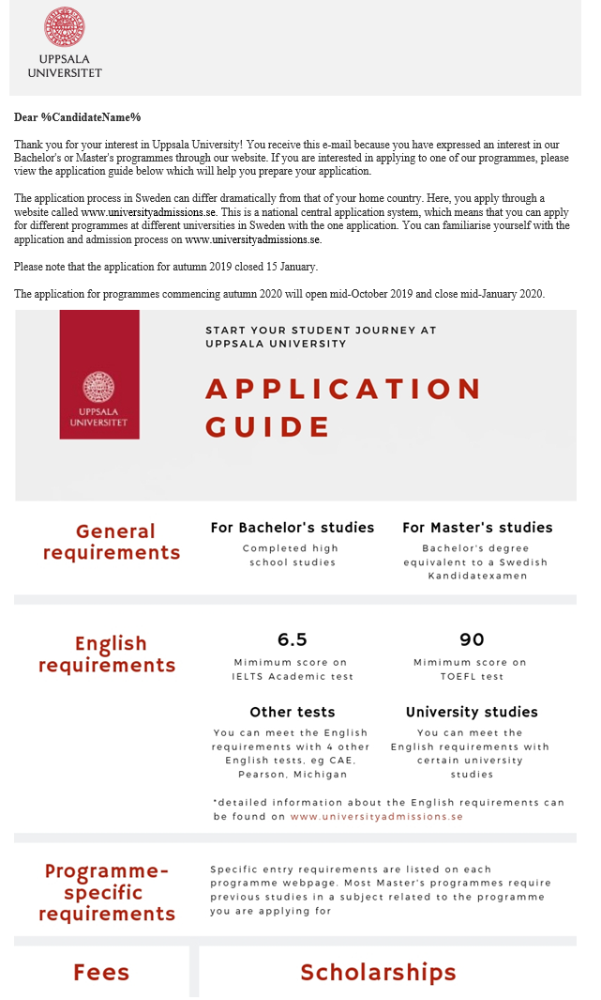 UPPSALA
UNIVERSITET
Dear %CandidateName%
Thank you for your interest in Uppsala University! You receive this e-mail because you have expressed an interest in our
Bachelor's or Master's programmes through our website. If you are interested in applying to one of our programmes, please
view the application guide below which will help you prepare your application.
The application process in Sweden can differ dramatically from that of your home country. Here, you apply through a
website called www.universityadmissions.se. This is a national central application system, which means that you can apply
for different programmes at different universities in Sweden with the one application. You can familiarise yourself with the
application and admission process on www.universityadmissions.se.
Please note that the application for autumn 2019 closed 15 January.
The application for programmes commencing autumn 2020 will open mid-October 2019 and close mid-January 2020.
UPPSALA
UNIVERSITET
START YOUR STUDENT JOURNEY AT
UPPSALA UNIVERSITY
APPLICATION
GUIDE
General
requirements
For Bachelor's studies
Completed high
school studies
For Master's studies
Bachelor's degree
equivalent to a Swedish
Kandidatexamen
English
requirements
6.5
Mimimum score on
IELTS Academic test
90
Mimimum score on
TOEFL test
Other tests
You can meet the English
requirements with 4 other
English tests, eg CAE,
Pearson, Michigan
University studies
You can meet the
English requirements with
certain university
studies
*detailed information about the English requirements can
be found on www.universityadmissions.se
Programme-
specific
requirements
Specific entry requirements are listed on each
programme webpage. Most Master's programmes require
previous studies in a subject related to the programme
you are applying for
Fees
Scholarships